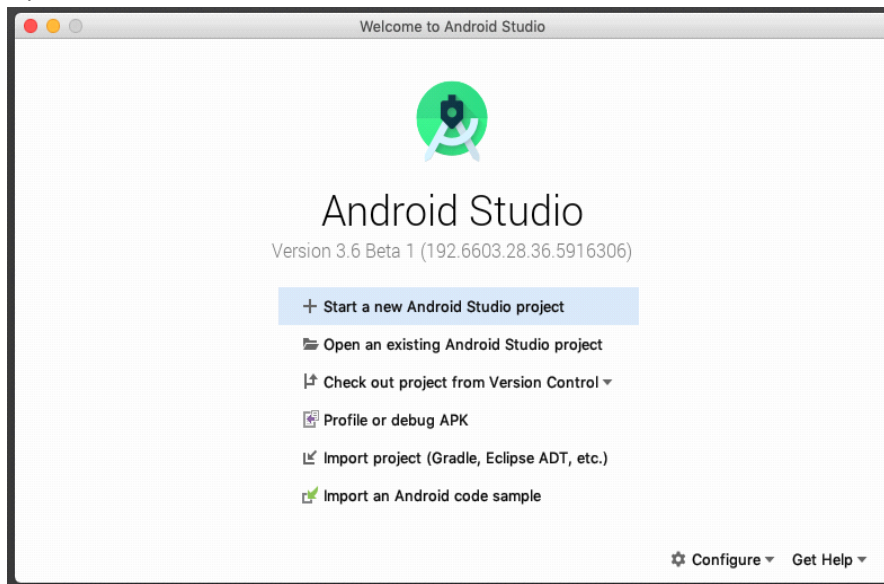 Welcome to Android Studio
Android Studio
Version 3.6 Beta 1 (192.6603.28.36.5916306)
Start a new Android Studio project
Open an existing Android Studio project
Check out project from Version Control
Profile or debug APK
Import project (Gradle, Eclipse ADT, etc.)
Import an Android code sample
Configure Get Help